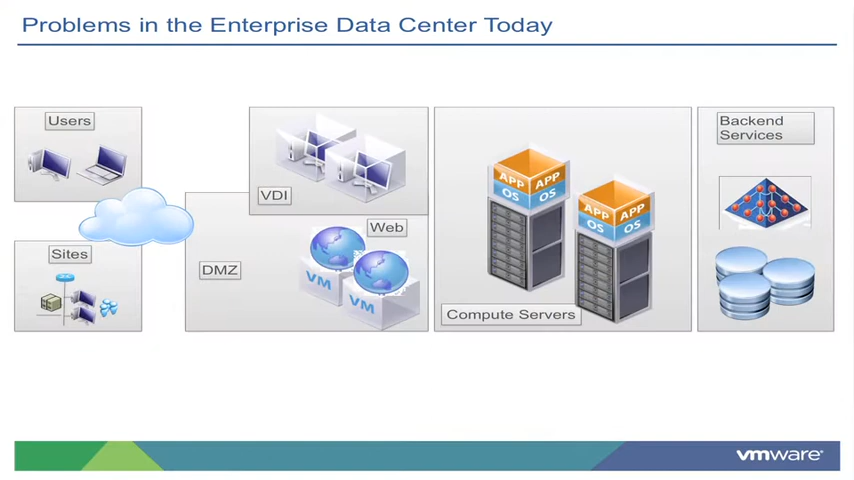 Problems in the Enterprise Data Center Today
Users
Sites
VDI
DMZ
Web
VM
VM
APP APP
OS OS
APP APP
OS OS
Compute Servers
Backend
Services
vmware®